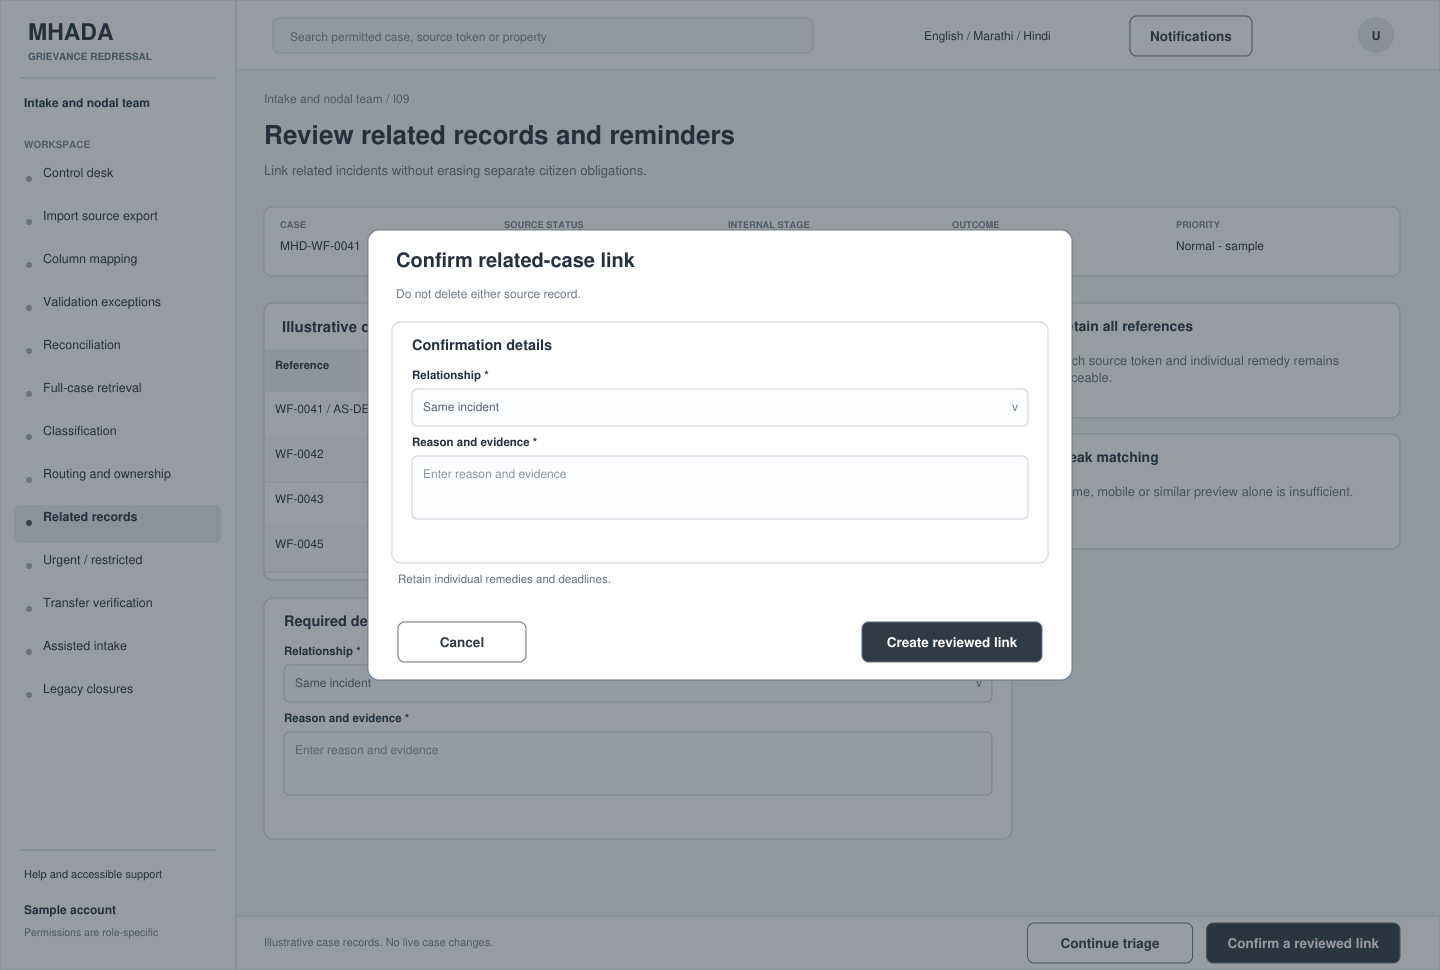 MHADA
GRIEVANCE REDRESSAL
Intake and nodal team
WORKSPACE
Control desk
Import source export
Column mapping
Validation exceptions
Reconciliation
Full-case retrieval
Classification
Routing and ownership
Related records
Urgent / restricted
Transfer verification
Assisted intake
Legacy closures
Help and accessible support
Sample account
Permissions are role-specific
Search permitted case, source token or property
English / Marathi / Hindi
Notifications
U
Intake and nodal team / I09
Review related records and reminders
Link related incidents without erasing separate citizen obligations.
CASE
MHD-WF-0041
SOURCE STATUS
INTERNAL STAGE
OUTCOME
PRIORITY
Normal - sample
Illustrative
Reference
WF-0041 / AS-DE
WF-0042
WF-0043
WF-0045
tain all references
ch source token and individual remedy remains
ceable.
eak matching
me, mobile or similar preview alone is insufficient.
Confirm related-case link
Do not delete either source record.
Confirmation details
Relationship *
Same incident
v
Reason and evidence *
Enter reason and evidence
Retain individual remedies and deadlines.
Cancel
Create reviewed link
Required de
Relationship *
Same incident
v
Reason and evidence *
Enter reason and evidence
Illustrative case records. No live case changes.
Continue triage
Confirm a reviewed link